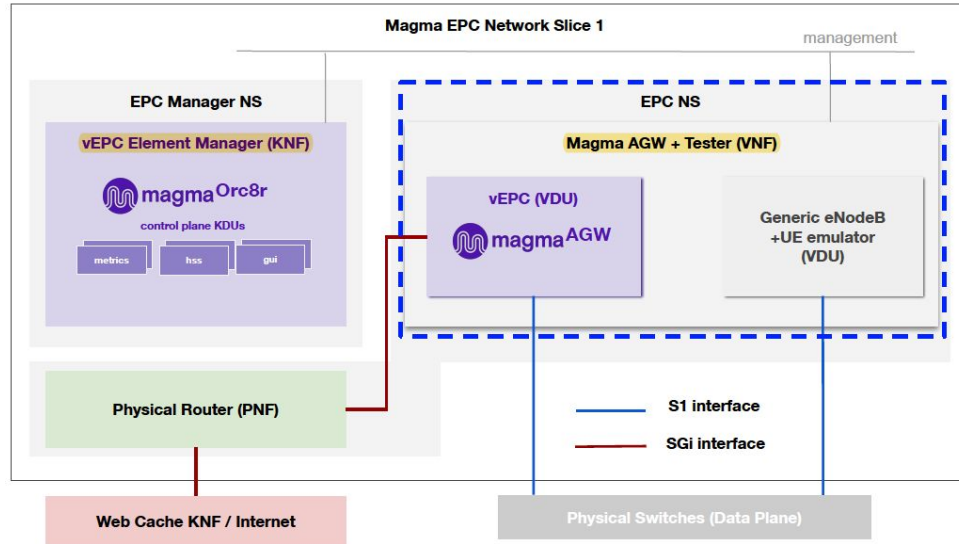 Magma EPC Network Slice 1
management
EPC Manager NS
vEPC Element Manager (KNF)
magma Orc8r
control plane KDUs
metrics
hss
gui
EPC NS
Magma AGW + Tester (VNF)
vEPC (VDU)
magma AGW
Generic eNodeB
+UE emulator
(VDU)
Physical Router (PNF)
S1 interface
SGi interface
Web Cache KNF / Internet
Physical Switches (Data Plane)